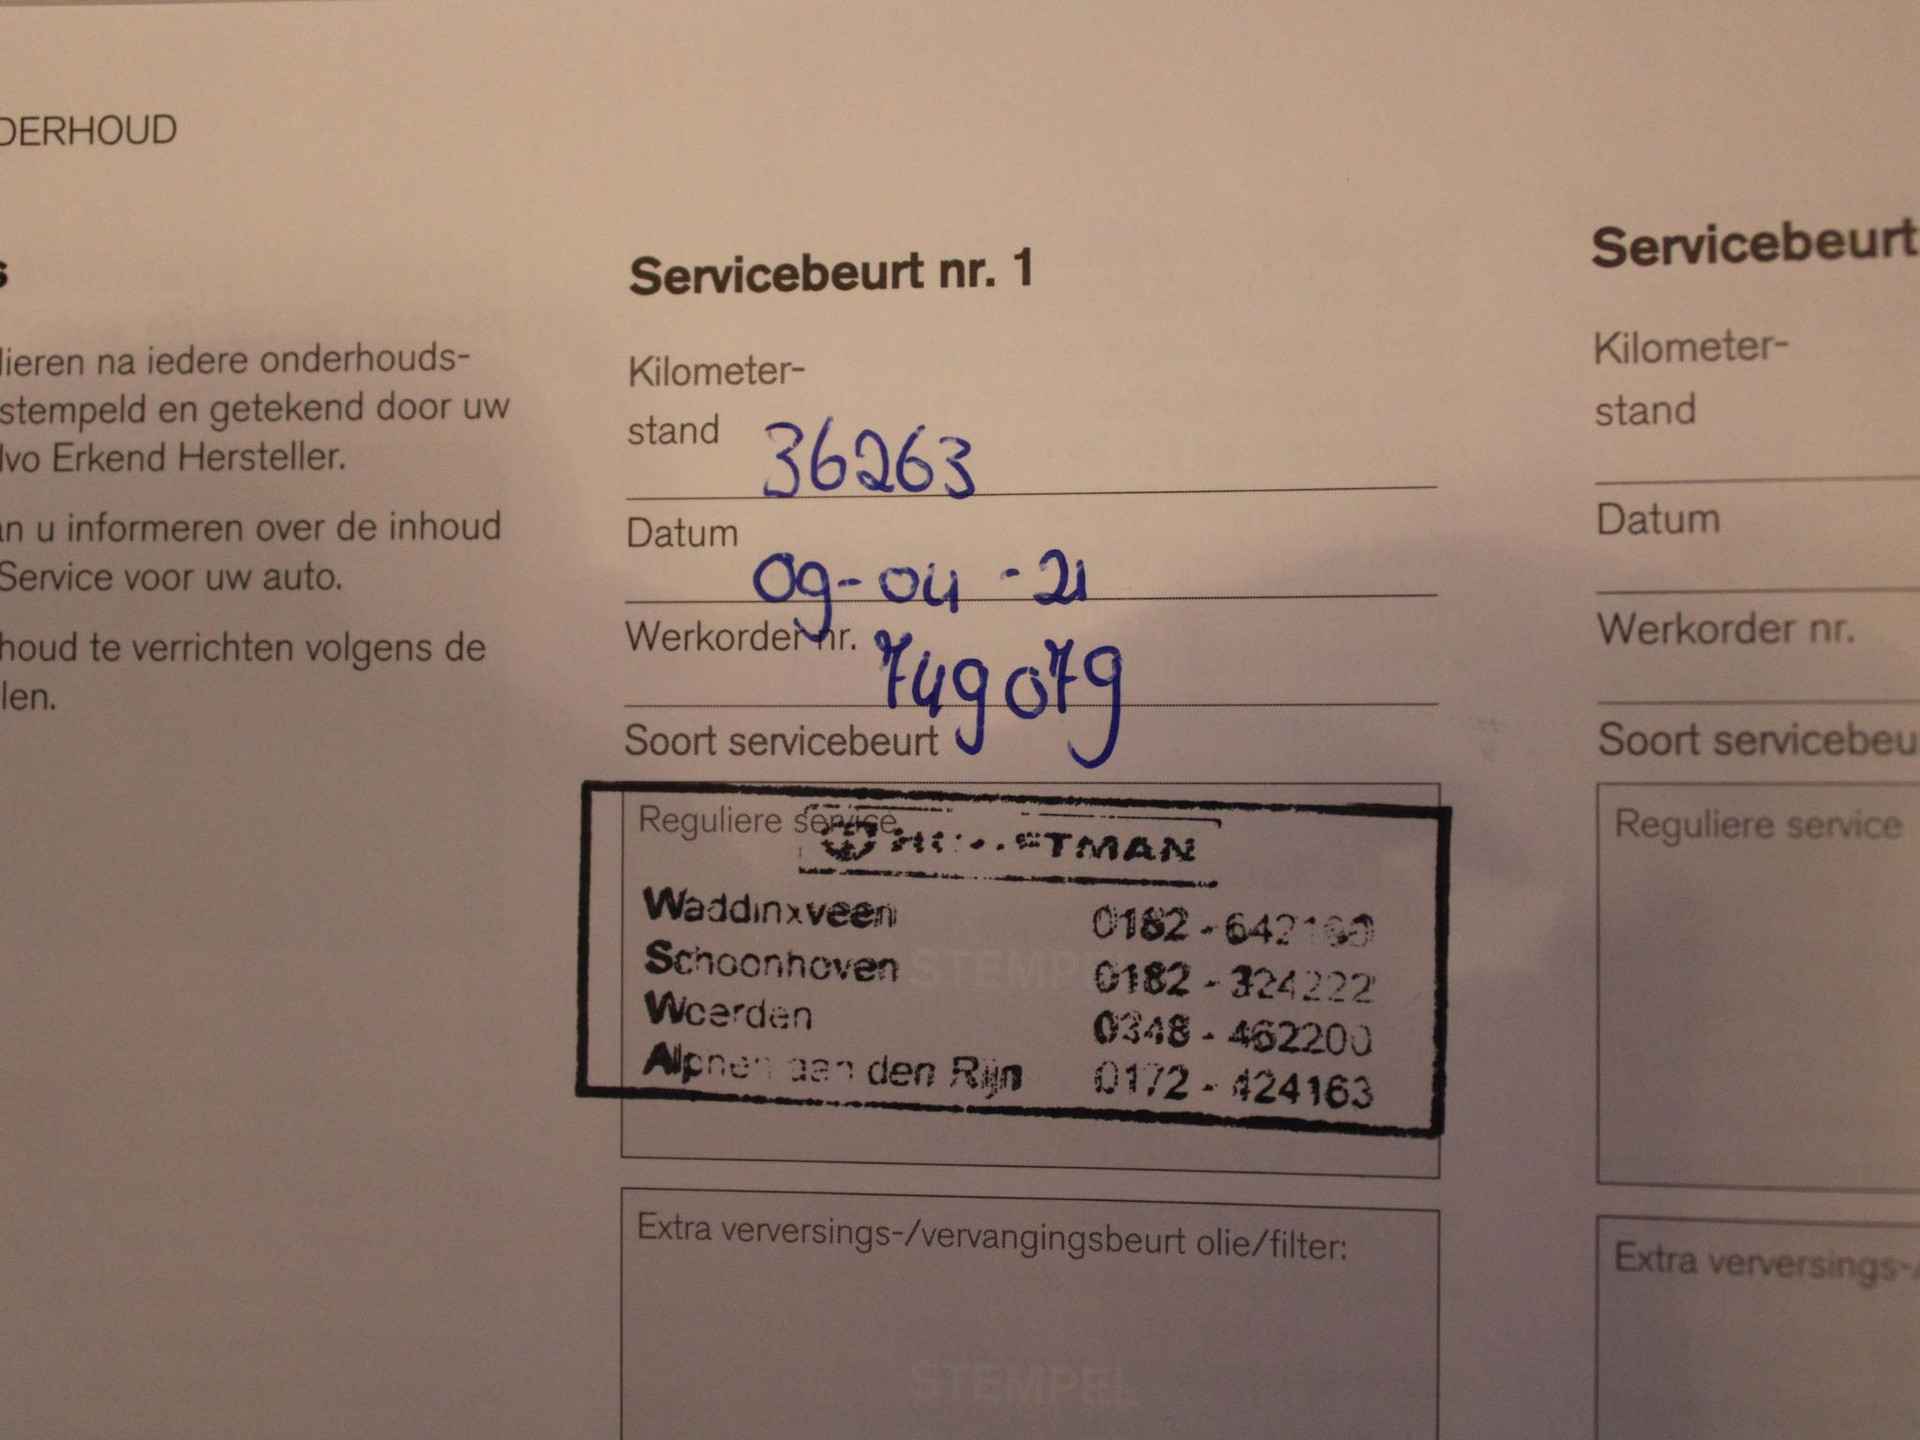 DERHOUD
s
lieren na iedere onderhouds-
stempeld en getekend door uw
lvo Erkend Hersteller.
an u informeren over de inhoud
Service voor uw auto.
houd te verrichten volgens de
len.
Servicebeurt nr. 1
Kilometer-
stand 36263
Datum
09-04-21
Werkorder nr. 749079
Soort servicebeurt
Reguliere service
Waddinxveen 0182 -
Schoonhoven 0182 - 324222
Woerden 0348 - 462200
Alphen aan den Rijn 0172 - 424163
STEMPEL
Extra verversings-/vervangingsbeurt olie/filter:
STEMPEL
Servicebeurt
Kilometer-
stand
Datum
Werkorder nr.
Soort servicebeu
Reguliere service
Extra verversings-/